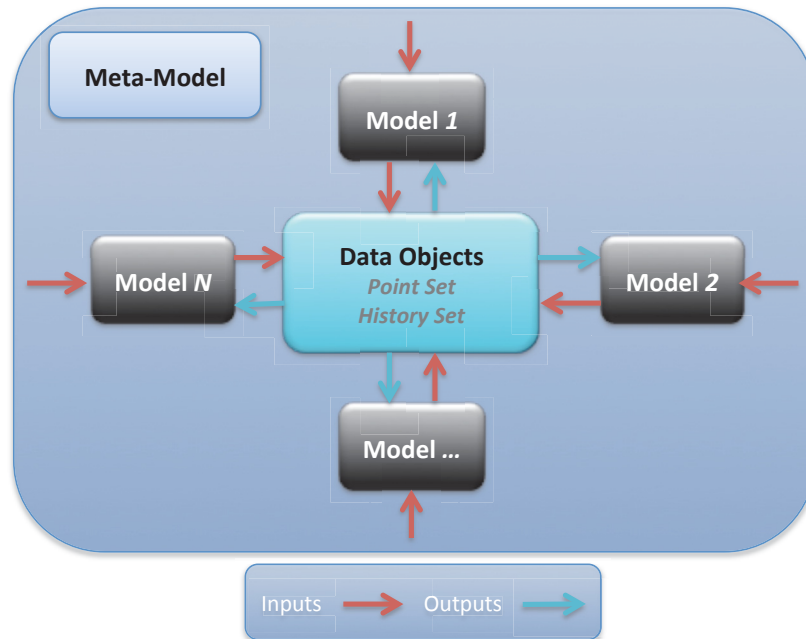 Meta-Model
Model 1
Data Objects
Point Set
History Set
Model N
Model 2
Model ...
Inputs
Outputs